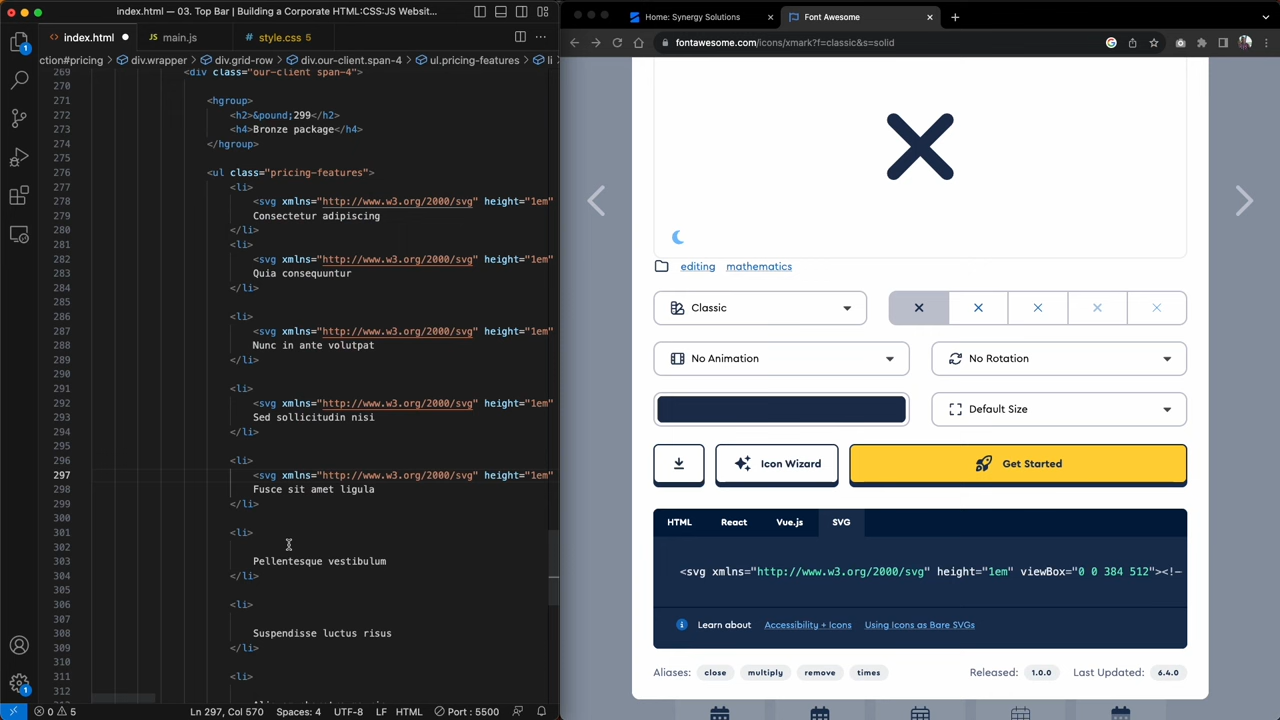 index.html — 03. Top Bar | Building a Corporate HTML:CSS:JS Websit...
index.html
main.js
style.css 5
ction#pricing
div.wrapper
div.grid-row
div.our-client.span-4
ul.pricing-features
li
269 <div class="our-client span-4">
270
271 <hgroup>
272 <h2>&pound;299</h2>
273 <h4>Bronze package</h4>
274 </hgroup>
275
276 <ul class="pricing-features">
277 <li>
278 <svg xmlns="http://www.w3.org/2000/svg" height="1em"
279 Consectetur adipiscing
280 </li>
281 <li>
282 <svg xmlns="http://www.w3.org/2000/svg" height="1em"
283 Quia consequuntur
284 </li>
285
286 <li>
287 <svg xmlns="http://www.w3.org/2000/svg" height="1em"
288 Nunc in ante volutpat
289 </li>
290
291 <li>
292 <svg xmlns="http://www.w3.org/2000/svg" height="1em"
293 Sed sollicitudin nisi
294 </li>
295
296 <li>
297 <svg xmlns="http://www.w3.org/2000/svg" height="1em"
298 Fusce sit amet ligula
299 </li>
300
301 <li>
302
303 Pellentesque vestibulum
304 </li>
305
306 <li>
307
308 Suspendisse luctus risus
309 </li>
310
311 <li>
312
1
1
0 5
Ln 297, Col 570
Spaces: 4
UTF-8
LF
HTML
Port : 5500
Home: Synergy Solutions
Font Awesome
fontawesome.com/icons/xmark?f=classic&s=solid
editing
mathematics
Classic
No Animation
No Rotation
Default Size
Icon Wizard
Get Started
HTML
React
Vue.js
SVG
<svg xmlns="http://www.w3.org/2000/svg" height="1em" viewBox="0 0 384 512"><!—
Learn about
Accessibility + Icons
Using Icons as Bare SVGs
Aliases:
close
multiply
remove
times
Released:
1.0.0
Last Updated:
6.4.0